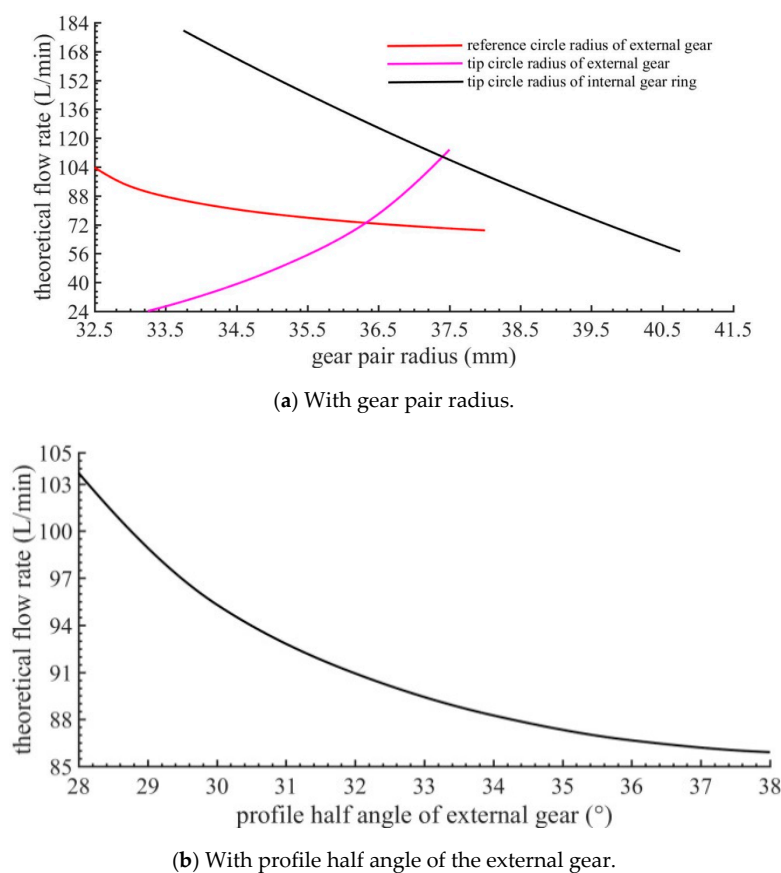 184
168
152
136
120
104
88
72
56
40
24
theoretical flow rate (L/min)
reference circle radius of external gear
tip circle radius of external gear
tip circle radius of internal gear ring
32.5 33.5 34.5 35.5 36.5 37.5 38.5 39.5 40.5 41.5
gear pair radius (mm)
(a) With gear pair radius.
105
103
100
97
94
91
88
85
theoretical flow rate (L/min)
28 29 30 31 32 33 34 35 36 37 38
profile half angle of external gear (°)
(b) With profile half angle of the external gear.